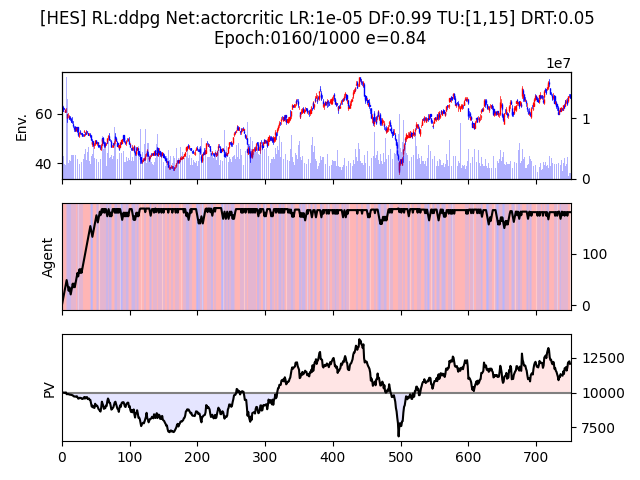 [HES] RL:ddpg Net:actorcritic LR:1e-05 DF:0.99 TU:[1,15] DRT:0.05
Epoch:0160/1000 e=0.84
1e7
Env.
60
40
1
0
Agent
100
0
PV
12500
10000
7500
0 100 200 300 400 500 600 700